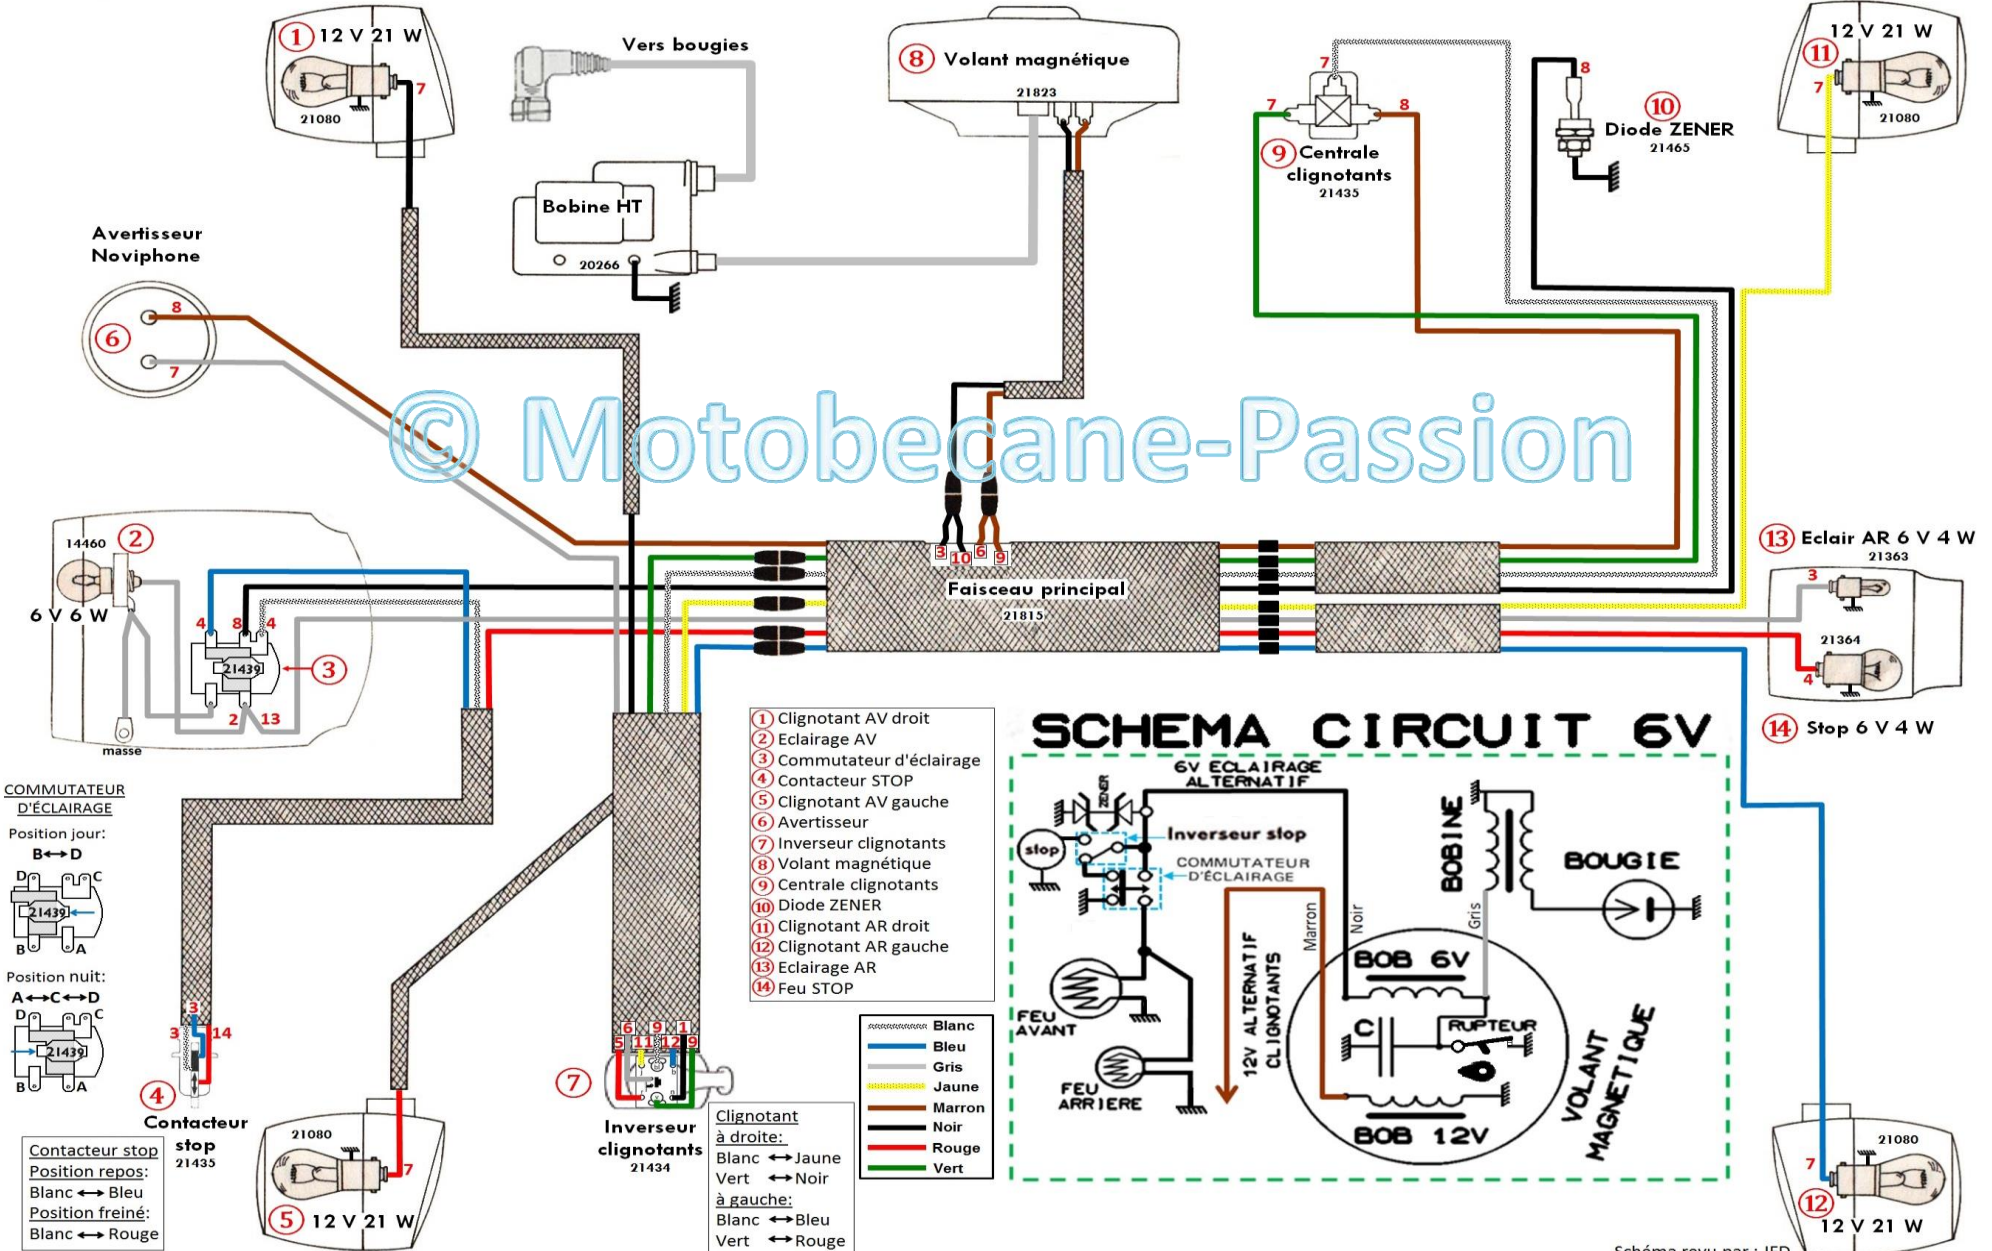 1 12 V 21 W
7
21080
Vers bougies
8 Volant magnétique
21823
7
7
8
9 Centrale
clignotants
21435
8
10
Diode ZENER
21465
12 V 21 W
11
7
21080
Bobine HT
20266
Avertisseur
Noviphone
8
6
7
© Motobecane-Passion
14460
2
6 V 6 W
4
8
4
21439
3
2
13
masse
3
10
6
9
Faisceau principal
21815
13 Eclair AR 6 V 4 W
21363
3
21364
4
14 Stop 6 V 4 W
COMMUTATEUR
D'ÉCLAIRAGE
Position jour:
B↔D
D
C
21439
B
A
Position nuit:
A↔C↔D
D
C
21439
B
A
3
3
14
4
Contacteur
stop
21435
Contacteur stop
Position repos:
Blanc ↔ Bleu
Position freiné:
Blanc ↔ Rouge
21080
7
5 12 V 21 W
6
9
1
5
11
12
9
7
Inverseur
clignotants
21434
Clignotant
à droite:
Blanc ↔Jaune
Vert ↔Noir
à gauche:
Blanc ↔Bleu
Vert ↔Rouge
1 Clignotant AV droit
2 Eclairage AV
3 Commutateur d'éclairage
4 Contacteur STOP
5 Clignotant AV gauche
6 Avertisseur
7 Inverseur clignotants
8 Volant magnétique
9 Centrale clignotants
10 Diode ZENER
11 Clignotant AR droit
12 Clignotant AR gauche
13 Eclairage AR
14 Feu STOP
Blanc
Bleu
Gris
Jaune
Marron
Noir
Rouge
Vert
SCHEMA CIRCUIT 6V
6V ECLAIRAGE
ALTERNATIF
ZENER
Inverseur stop
stop
COMMUTATEUR
D'ÉCLAIRAGE
BOBINE
BOUGIE
Marron
Noir
Gris
12V ALTERNATIF
CLIGNOTANTS
BOB 6V
FEU
AVANT
C
RUPTEUR
FEU
ARRIERE
BOB 12V
VOLANT
MAGNETIQUE
21080
7
12
12 V 21 W